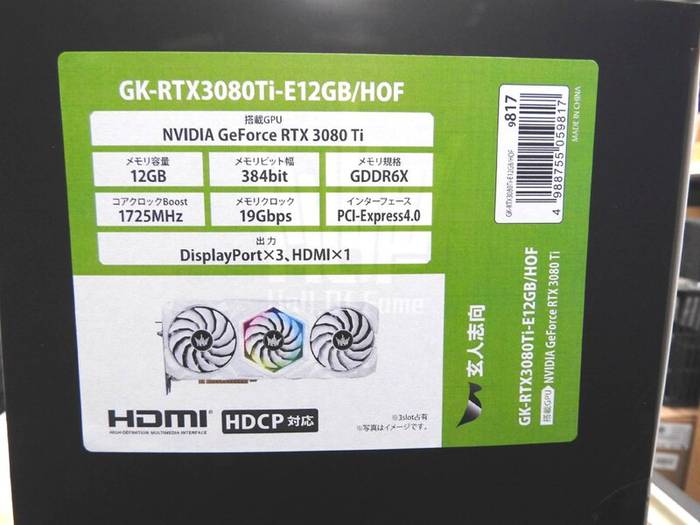 GK-RTX3080Ti-E12GB/HOF
搭載GPU
NVIDIA GeForce RTX 3080 Ti
メモリ容量
12GB
メモリビット幅
384bit
メモリ規格
GDDR6X
コアクロックBoost
1725MHz
メモリクロック
19Gbps
インターフェース
PCI-Express4.0
出力
DisplayPort×3、HDMI×1
Hall Of Fame
HDMI
HIGH-DEFINITION MULTIMEDIA INTERFACE
HDCP 対応
※3slot占有
※写真はイメージです。
9817
GK-RTX3080Ti-E12GB/HOF
4 988755 059817
MADE IN CHINA
玄人志向
GK-RTX3080Ti-E12GB/HOF
搭載GPU NVIDIA GeForce RTX 3080 Ti